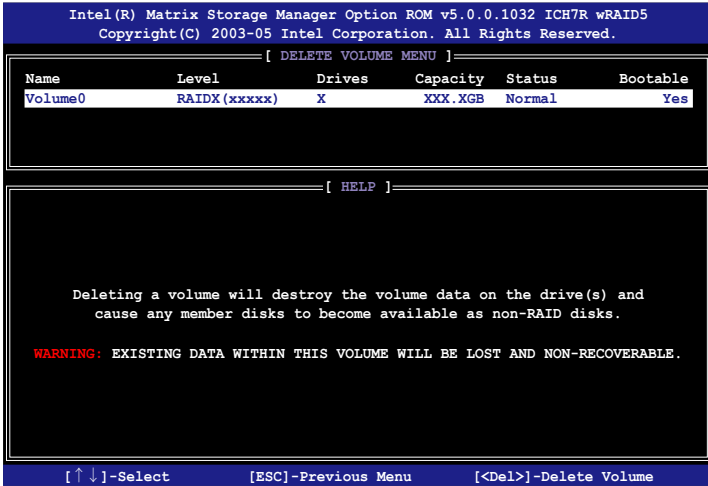 Intel(R) Matrix Storage Manager Option ROM v5.0.0.1032 ICH7R wRAID5
Copyright(C) 2003-05 Intel Corporation. All Rights Reserved.
[ DELETE VOLUME MENU ]
Name Level Drives Capacity Status Bootable
Volume0 RAIDX(xxxxx) X XXX.XGB Normal Yes
[ HELP ]
Deleting a volume will destroy the volume data on the drive(s) and
cause any member disks to become available as non-RAID disks.
WARNING: EXISTING DATA WITHIN THIS VOLUME WILL BE LOST AND NON-RECOVERABLE.
[↑↓]-Select [ESC]-Previous Menu [<Del>]-Delete Volume